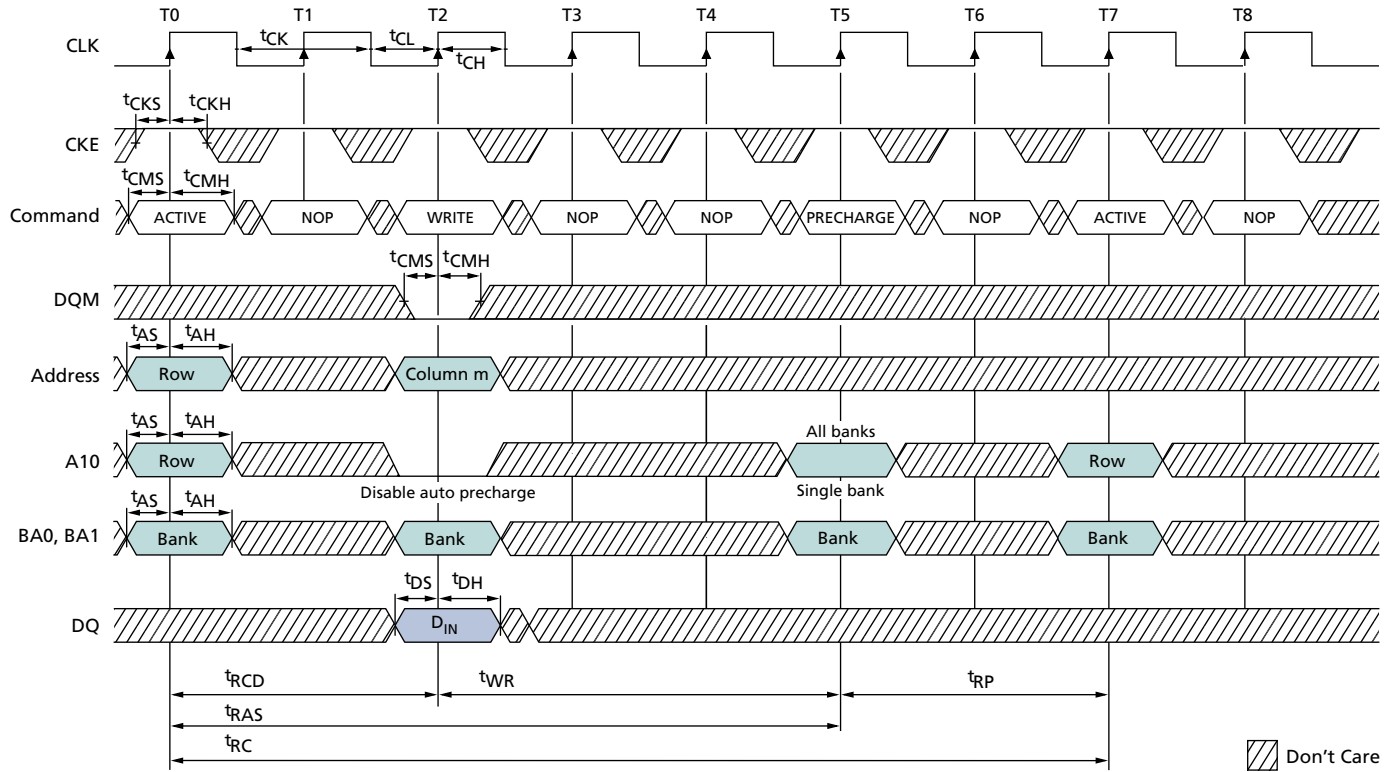 T0 T1 T2 T3 T4 T5 T6 T7 T8
CLK
tCK tCL
tCH
tCKS tCKH
CKE
tCMS tCMH
Command ACTIVE NOP WRITE NOP NOP PRECHARGE NOP ACTIVE NOP
tCMS tCMH
DQM
tAS tAH
Address Row Column m
tAS tAH
All banks
A10 Row Row
Disable auto precharge Single bank
tAS tAH
BA0, BA1 Bank Bank Bank Bank
tDS tDH
DQ DIN
tRCD tWR tRP
tRAS
tRC
Don't Care